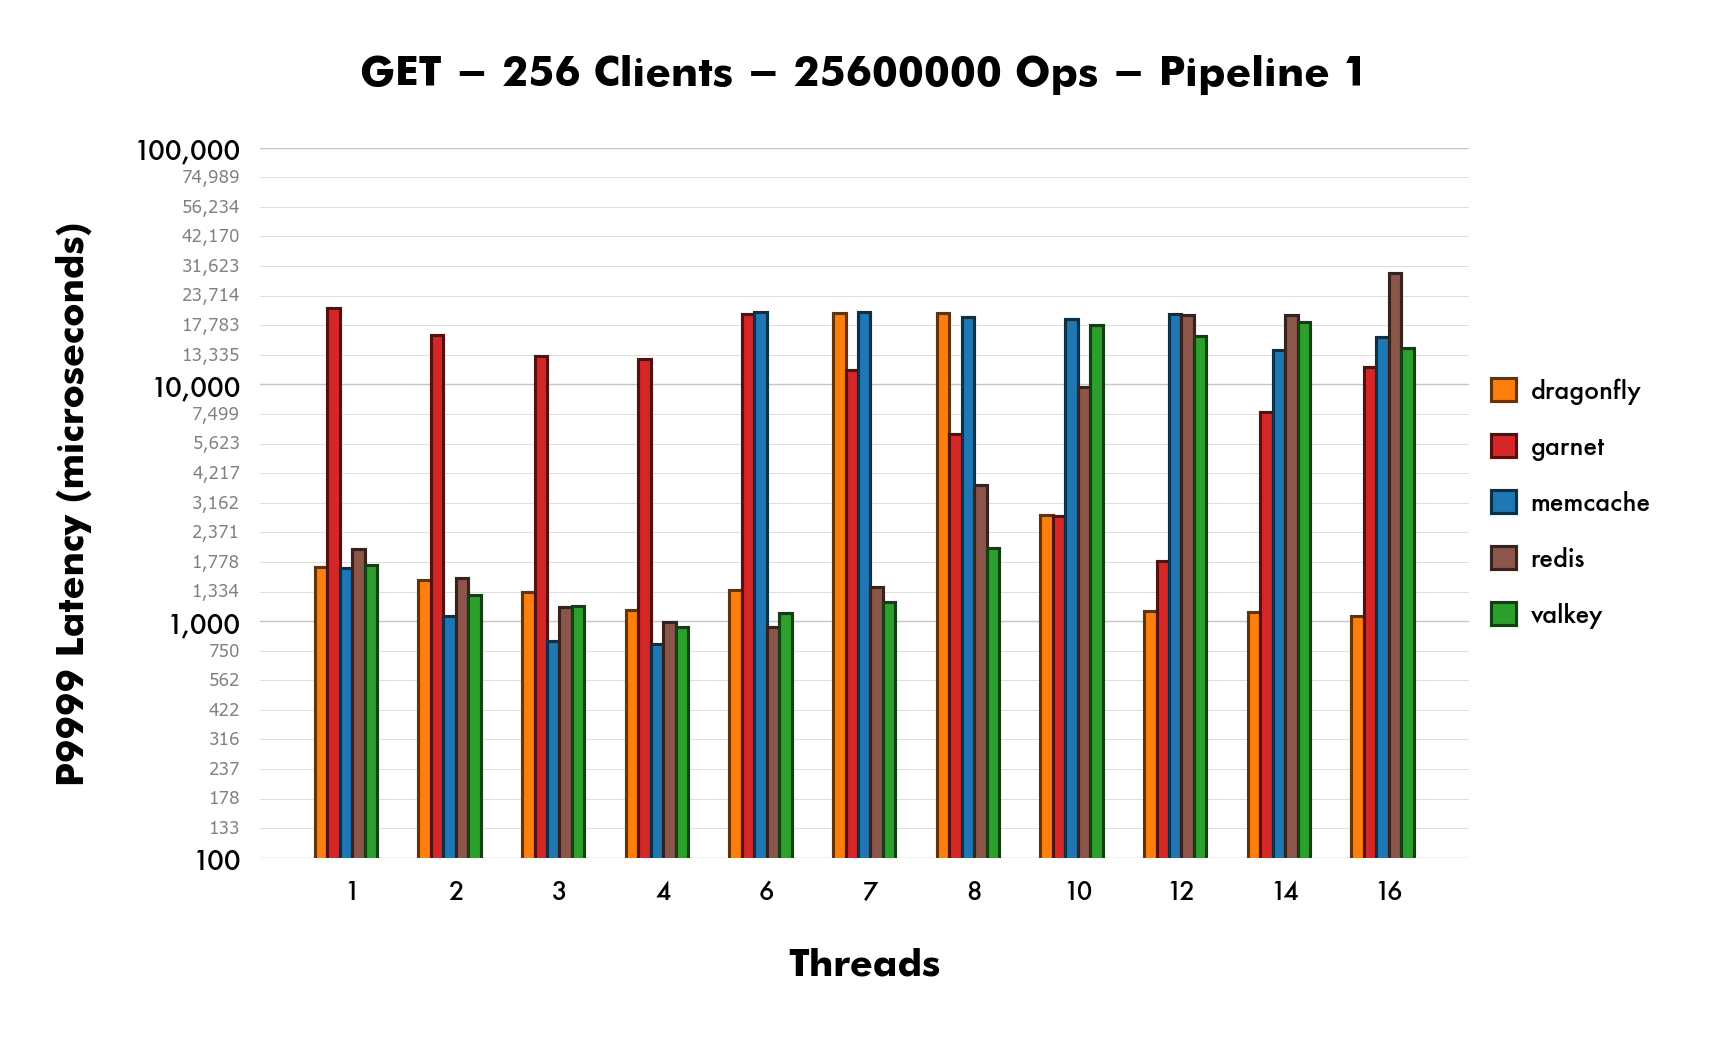 GET – 256 Clients – 25600000 Ops – Pipeline 1
P9999 Latency (microseconds)
100,000
74,989
56,234
42,170
31,623
23,714
17,783
13,335
10,000
7,499
5,623
4,217
3,162
2,371
1,778
1,334
1,000
750
562
422
316
237
178
133
100
1 2 3 4 6 7 8 10 12 14 16
Threads
dragonfly
garnet
memcache
redis
valkey